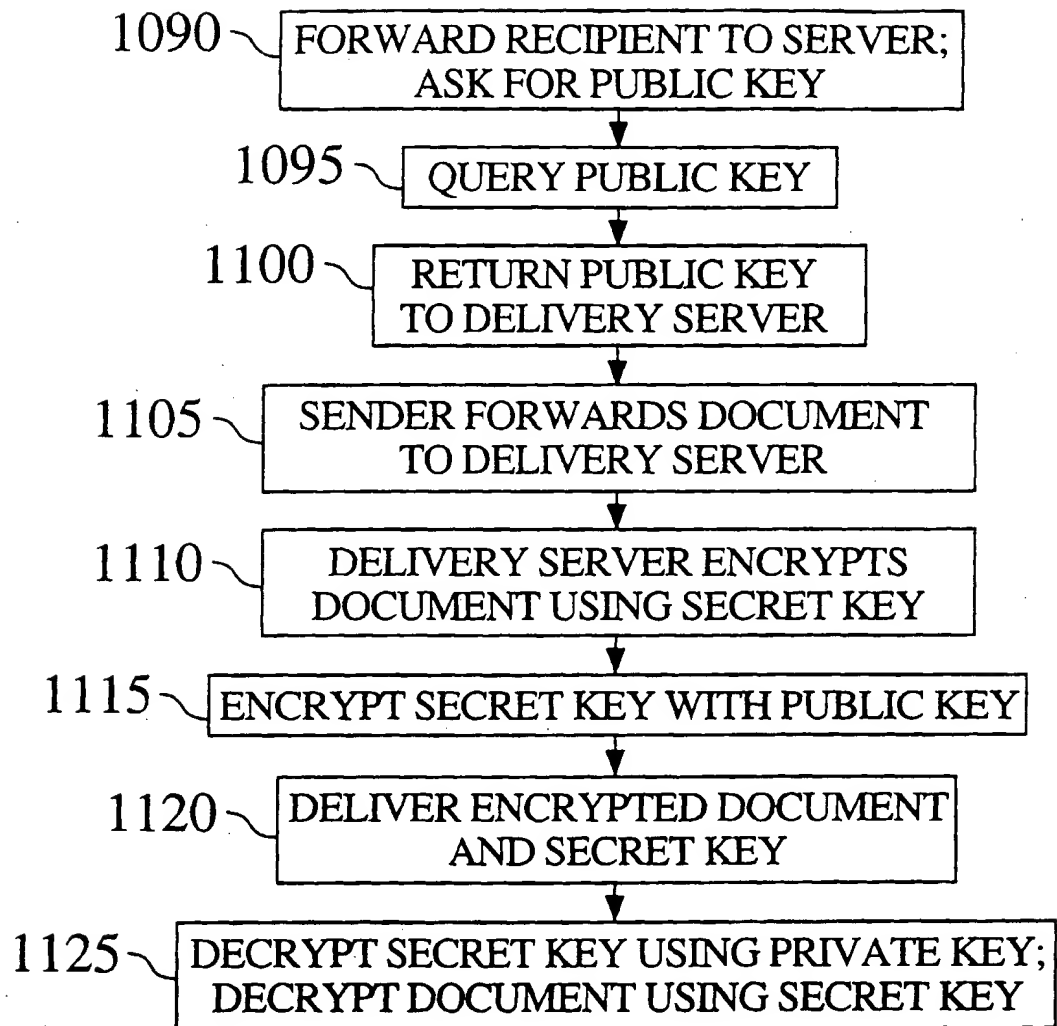 1090
FORWARD RECIPIENT TO SERVER;
ASK FOR PUBLIC KEY
1095
QUERY PUBLIC KEY
1100
RETURN PUBLIC KEY
TO DELIVERY SERVER
1105
SENDER FORWARDS DOCUMENT
TO DELIVERY SERVER
1110
DELIVERY SERVER ENCRYPTS
DOCUMENT USING SECRET KEY
1115
ENCRYPT SECRET KEY WITH PUBLIC KEY
1120
DELIVER ENCRYPTED DOCUMENT
AND SECRET KEY
1125
DECRYPT SECRET KEY USING PRIVATE KEY;
DECRYPT DOCUMENT USING SECRET KEY